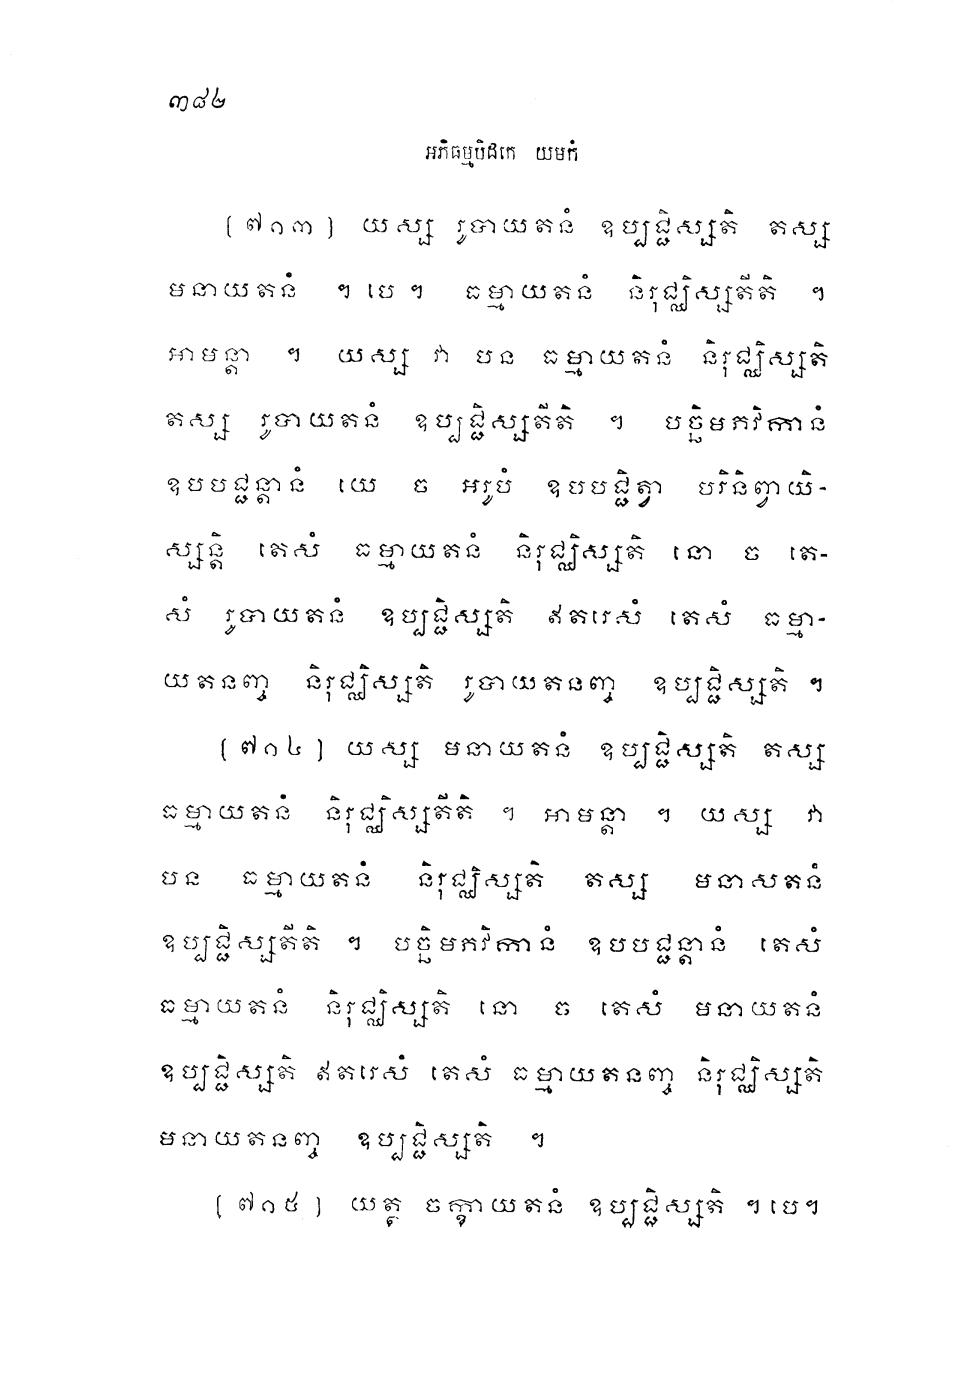 ៣៨២
អភិធម្មបិដកេ យមកំ
(៧១៣) យស្ស រូបាយតនំ ឧប្បជ្ជិស្សតិ តស្ស
មនាយតនំ ។ បេ ។ ធម្មាយតនំ និរុជ្ឈិស្សតីតិ ។
អាមន្តា ។ យស្ស វា បន ធម្មាយតនំ និរុជ្ឈិស្សតិ
តស្ស រូបាយតនំ ឧប្បជ្ជិស្សតីតិ ។ បច្ឆិមភវិកានំ
ឧបបជ្ជន្តានំ យេ ច អរូបំ ឧបបជ្ជិត្វា បរិនិព្វាយិ-
ស្សន្តិ តេសំ ធម្មាយតនំ និរុជ្ឈិស្សតិ នោ ច តេ-
សំ រូបាយតនំ ឧប្បជ្ជិស្សតិ ឥតរេសំ តេសំ ធម្មា-
យតនញ្ច និរុជ្ឈិស្សតិ រូបាយតនញ្ច ឧប្បជ្ជិស្សតិ ។
(៧១៤) យស្ស មនាយតនំ ឧប្បជ្ជិស្សតិ តស្ស
ធម្មាយតនំ និរុជ្ឈិស្សតីតិ ។ អាមន្តា ។ យស្ស វា
បន ធម្មាយតនំ និរុជ្ឈិស្សតិ តស្ស មនាសតនំ
ឧប្បជ្ជិស្សតីតិ ។ បច្ឆិមភវិកានំ ឧបបជ្ជន្តានំ តេសំ
ធម្មាយតនំ និរុជ្ឈិស្សតិ នោ ច តេសំ មនាយតនំ
ឧប្បជ្ជិស្សតិ ឥតរេសំ តេសំ ធម្មាយតនញ្ច និរុជ្ឈិស្សតិ
មនាយតនញ្ច ឧប្បជ្ជិស្សតិ ។
(៧១៥) យត្ថ ចក្ខាយតនំ ឧប្បជ្ជិស្សតិ ។ បេ។